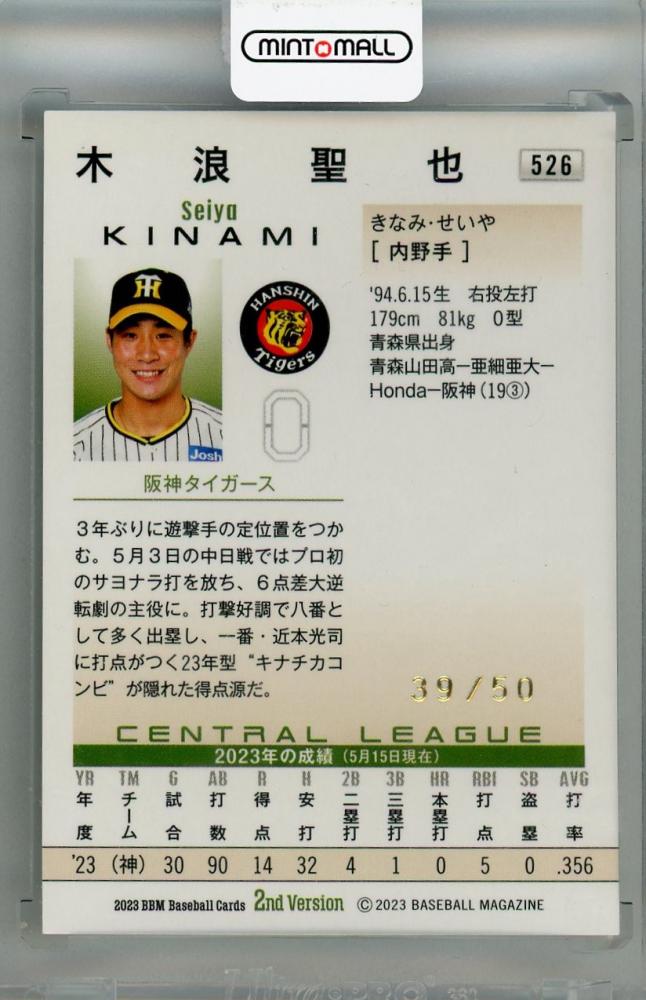 MINT MALL
木浪聖也 526
Seiya
KINAMI
きなみ・せいや
[ 内野手 ]
HANSHIN
Tigers
0
Josh
阪神タイガース
'94.6.15生 右投左打
179cm 81kg O型
青森県出身
青森山田高ー亜細亜大ー
Hondaー阪神(19③)
3年ぶりに遊撃手の定位置をつか
む。5月3日の中日戦ではプロ初
のサヨナラ打を放ち、6点差大逆
転劇の主役に。打撃好調で八番と
して多く出塁し、一番・近本光司
に打点がつく23年型“キナチカコ
ンビ”が隠れた得点源だ。
39/50
CENTRAL LEAGUE
2023年の成績(5月15日現在)
YR TM G AB R H 2B 3B HR RBI SB AVG
年度 チーム 試合 打数 得点 安打 二塁打 三塁打 本塁打 打点 盗塁 打率
'23 (神) 30 90 14 32 4 1 0 5 0 .356
2023 BBM Baseball Cards 2nd Version ©2023 BASEBALL MAGAZINE